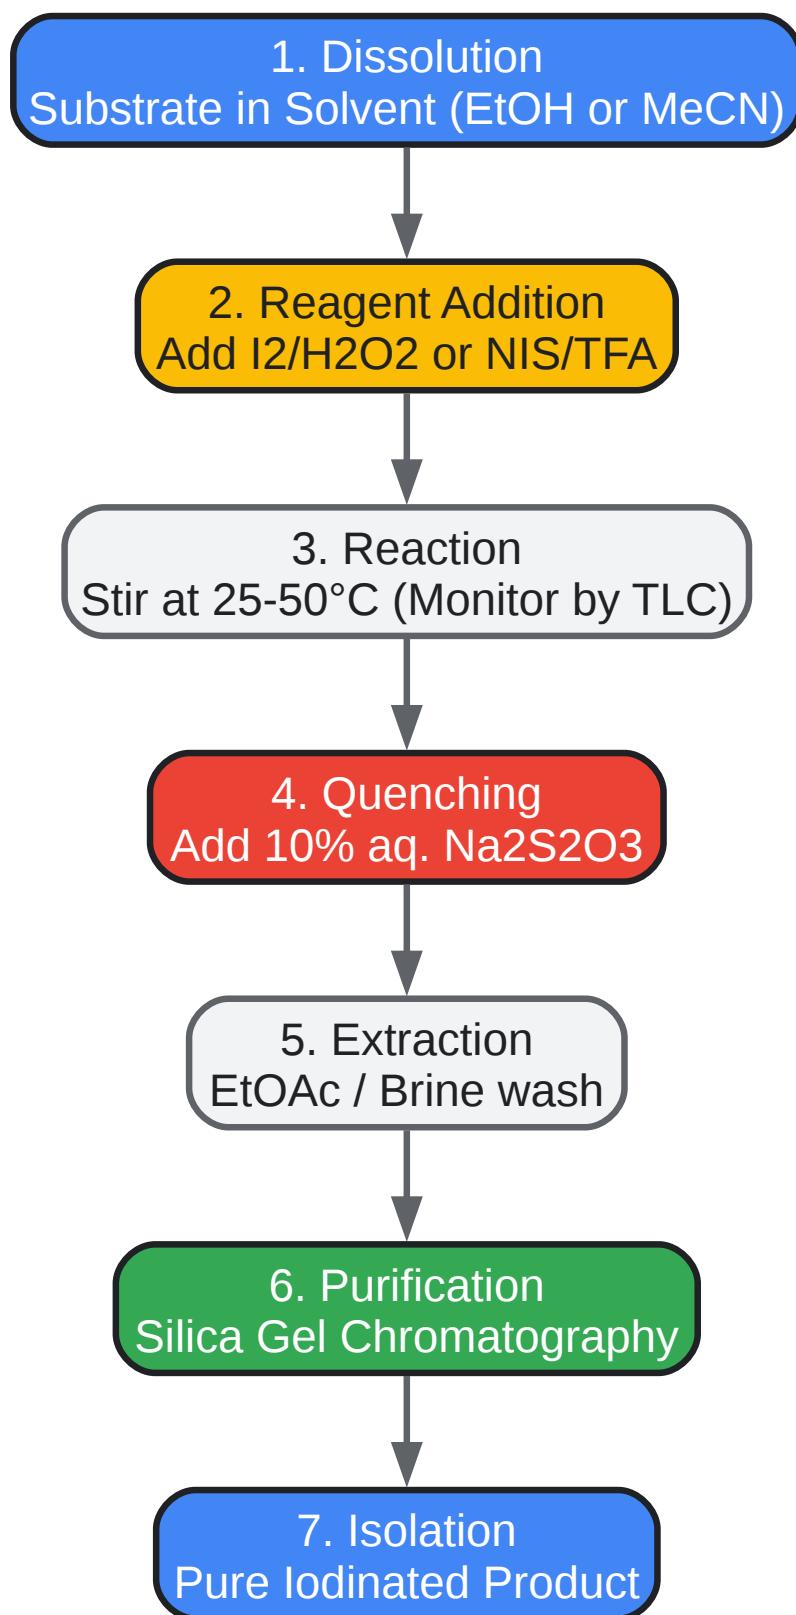 1. Dissolution
Substrate in Solvent (EtOH or MeCN)
2. Reagent Addition
Add I2/H2O2 or NIS/TFA
3. Reaction
Stir at 25-50°C (Monitor by TLC)
4. Quenching
Add 10% aq. Na2S2O3
5. Extraction
EtOAc / Brine wash
6. Purification
Silica Gel Chromatography
7. Isolation
Pure Iodinated Product